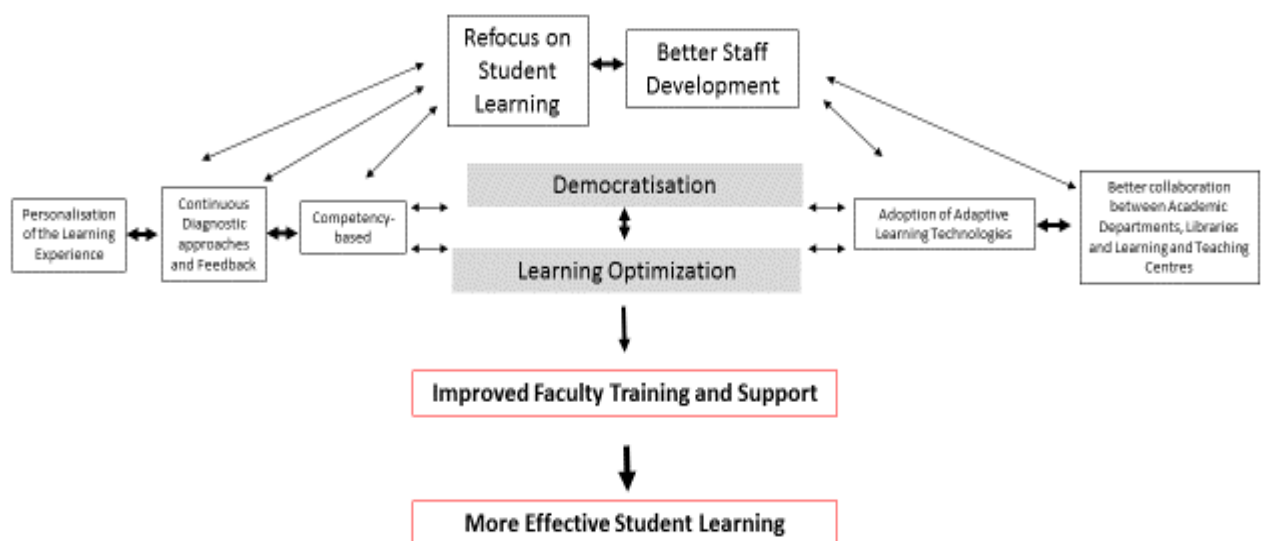 Refocus on
Student
Learning
Better Staff
Development
Democratisation
Learning Optimization
Personalisation
of the Learning
Experience
Continuous
Diagnostic
approaches
and Feedback
Competency-
based
Adoption of Adaptive
Learning Technologies
Better collaboration
between Academic
Departments, Libraries
and Learning and Teaching
Centres
Improved Faculty Training and Support
More Effective Student Learning